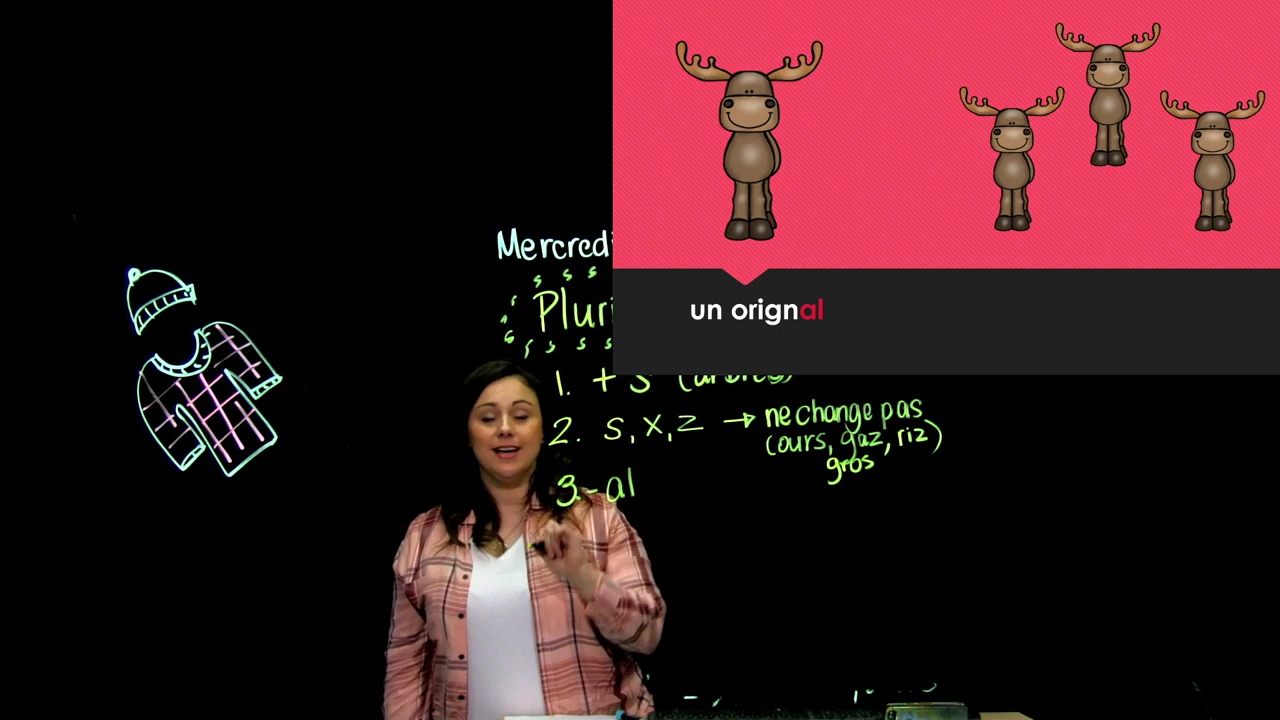 un orignal
Mercredi
Pluri
1. + s
2. s, x, z → ne change pas
(ours, gaz, riz)
gros
3. -al